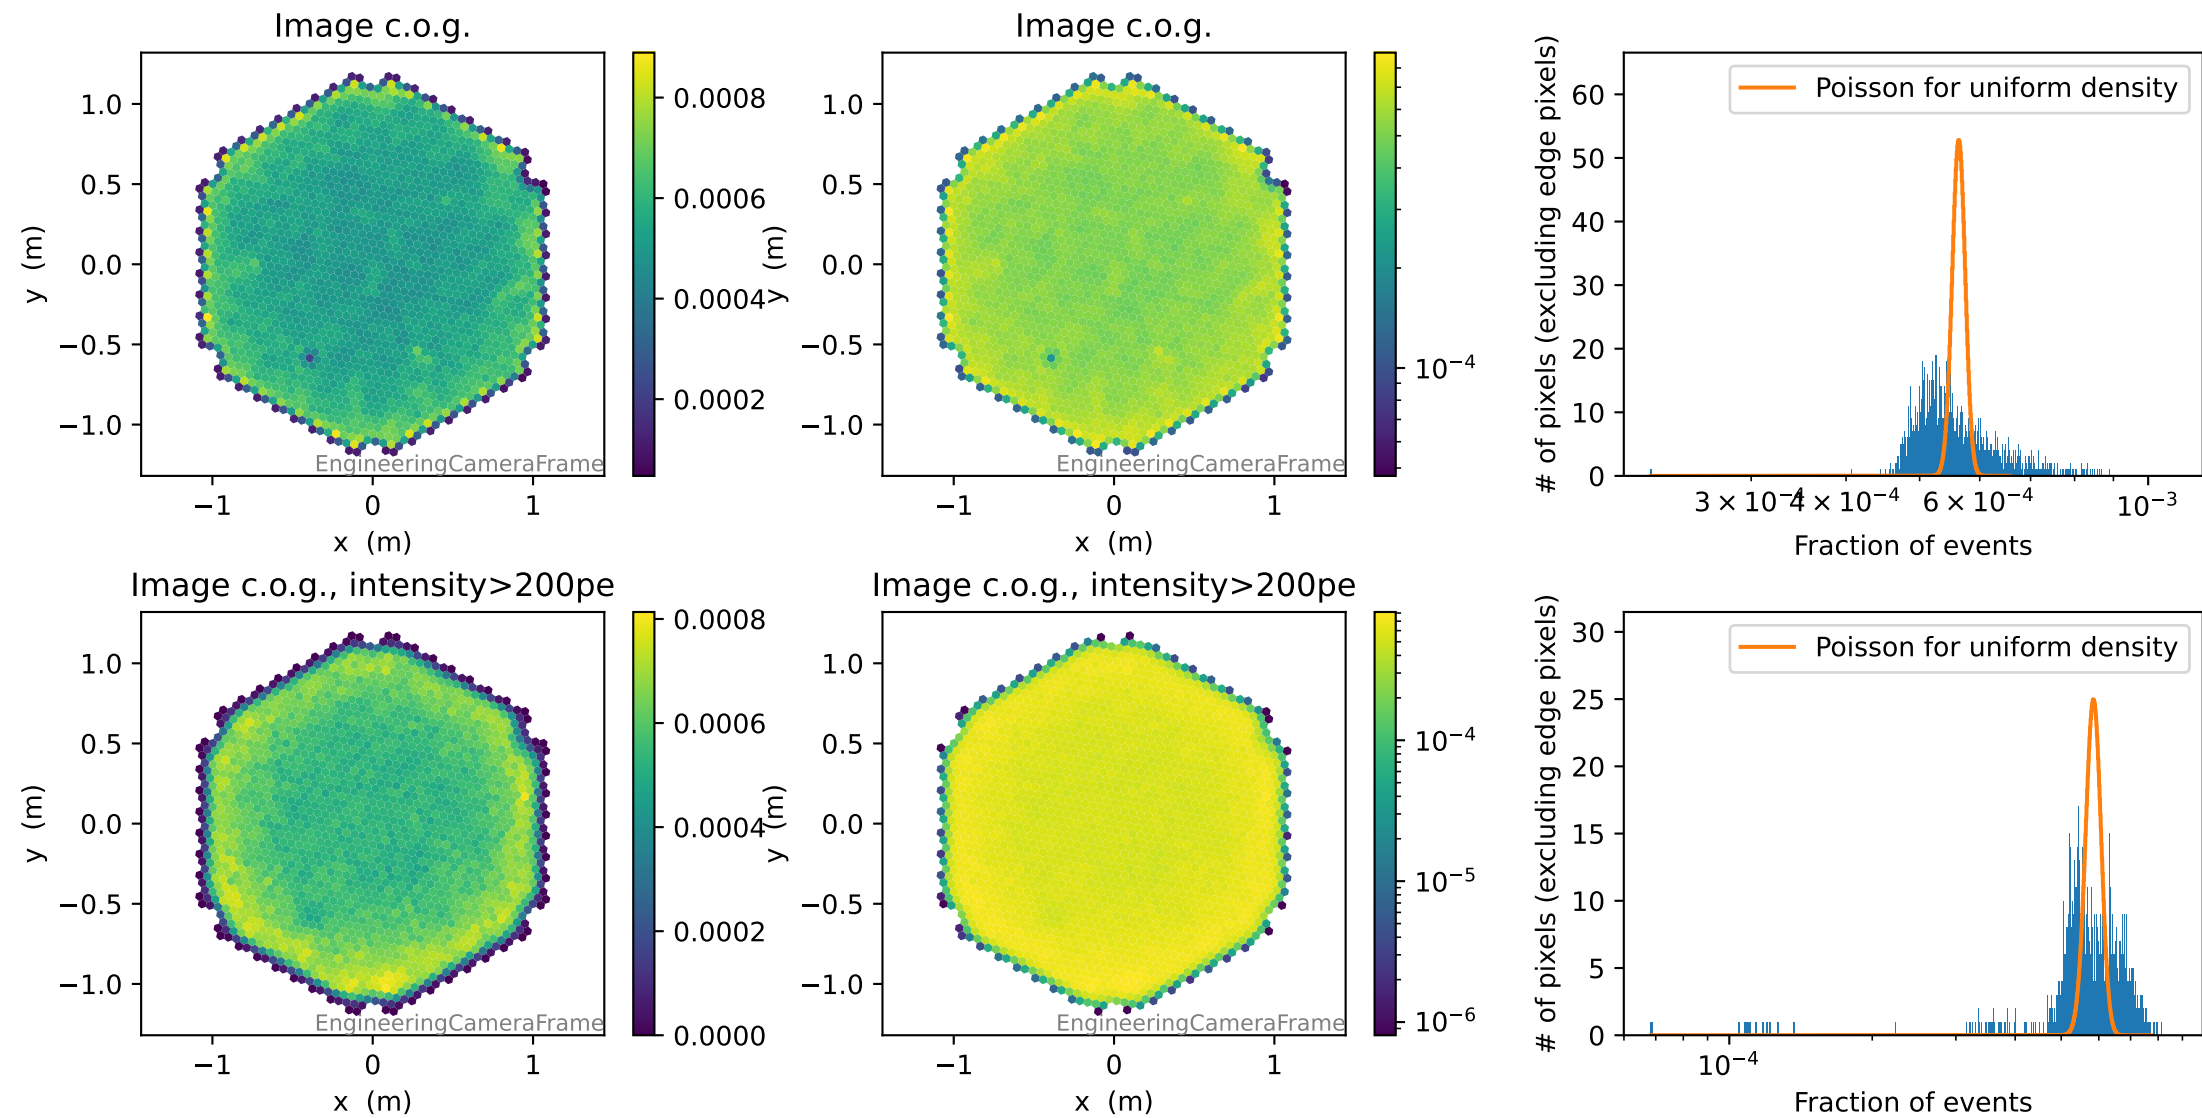 Image c.o.g.
1.0
0.5
0.0
−0.5
−1.0
y (m)
−1
0
1
x (m)
EngineeringCameraFrame
0.0008
0.0006
0.0004
0.0002
Image c.o.g.
1.0
0.5
0.0
−0.5
−1.0
y (m)
−1
0
1
x (m)
EngineeringCameraFrame
10⁻⁴
Poisson for uniform density
60
50
40
30
20
10
0
# of pixels (excluding edge pixels)
3 × 10⁻⁴
4 × 10⁻⁴
6 × 10⁻⁴
10⁻³
Fraction of events
Image c.o.g., intensity>200pe
1.0
0.5
0.0
−0.5
−1.0
y (m)
−1
0
1
x (m)
EngineeringCameraFrame
0.0008
0.0006
0.0004
0.0002
0.0000
Image c.o.g., intensity>200pe
1.0
0.5
0.0
−0.5
−1.0
y (m)
−1
0
1
x (m)
EngineeringCameraFrame
10⁻⁴
10⁻⁵
10⁻⁶
Poisson for uniform density
30
25
20
15
10
5
0
# of pixels (excluding edge pixels)
10⁻⁴
Fraction of events